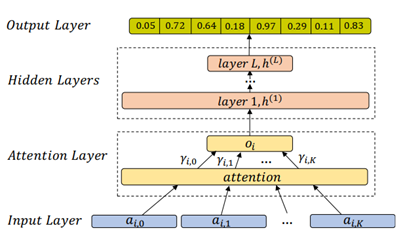 Output Layer 0.05 0.72 0.64 0.18 0.97 0.29 0.11 0.83
layer L, h^(L)
...
Hidden Layers
layer 1, h^(1)
o_i
γ_i,0 γ_i,1 ... γ_i,K
Attention Layer
attention
Input Layer a_i,0 a_i,1 ... a_i,K